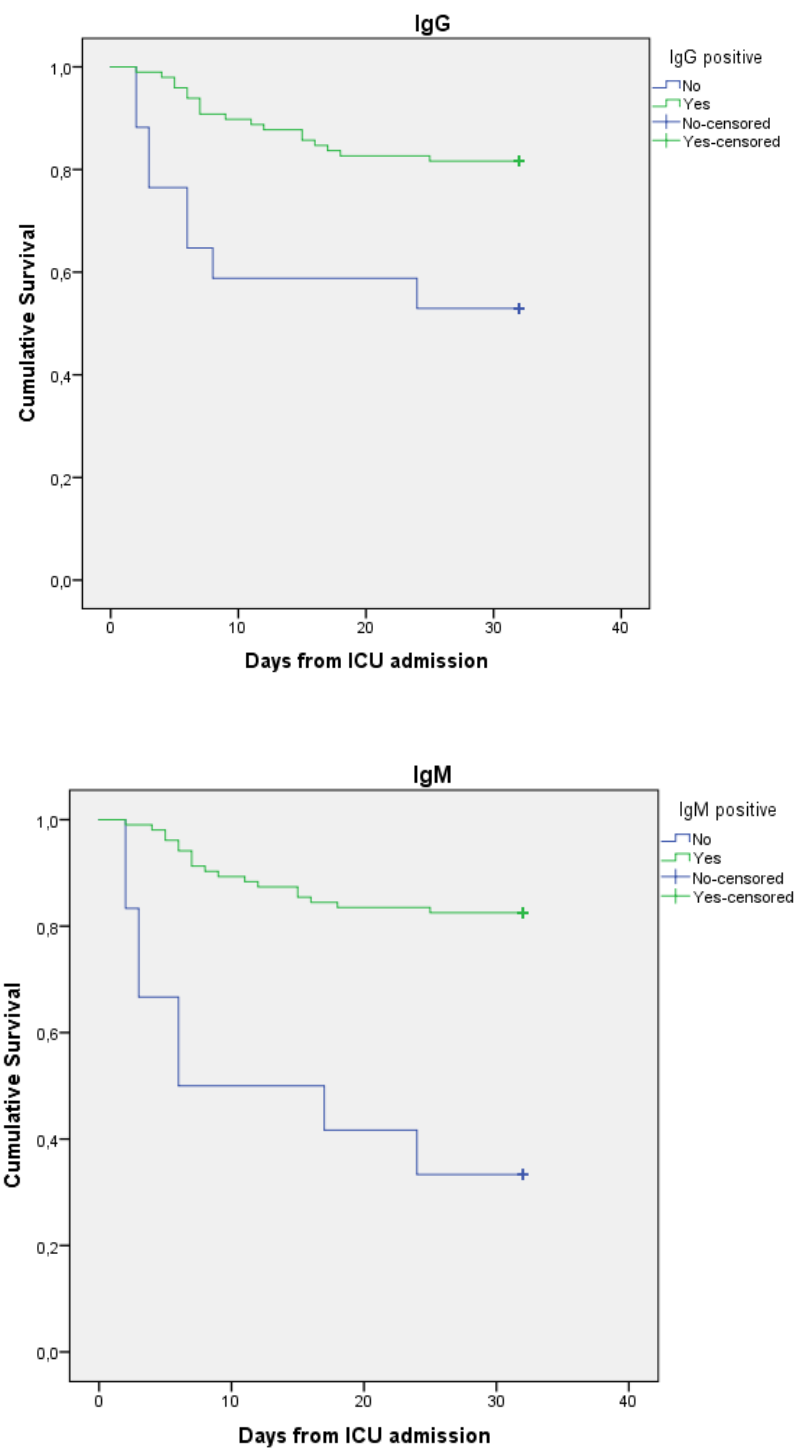 IgG
IgG positive
No
Yes
No-censored
Yes-censored
1,0
0,8
0,6
0,4
0,2
0,0
Cumulative Survival
0 10 20 30 40
Days from ICU admission
IgM
IgM positive
No
Yes
No-censored
Yes-censored
1,0
0,8
0,6
0,4
0,2
0,0
Cumulative Survival
0 10 20 30 40
Days from ICU admission